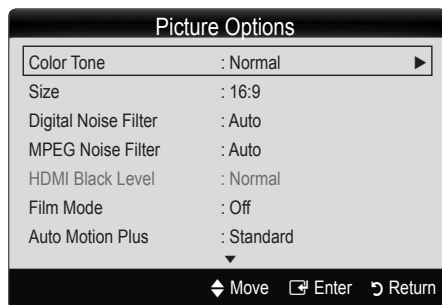 Picture Options
Color Tone : Normal ▶
Size : 16:9
Digital Noise Filter : Auto
MPEG Noise Filter : Auto
HDMI Black Level : Normal
Film Mode : Off
Auto Motion Plus : Standard
▼
Move Enter Return